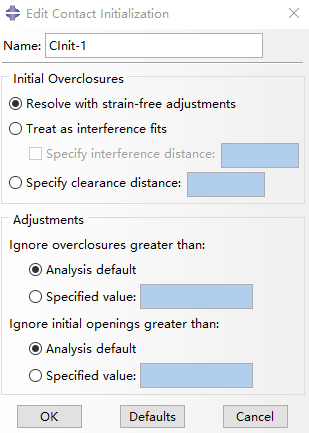 Edit Contact Initialization
Name: CInit-1
Initial Overclosures
Resolve with strain-free adjustments
Treat as interference fits
Specify interference distance:
Specify clearance distance:
Adjustments
Ignore overclosures greater than:
Analysis default
Specified value:
Ignore initial openings greater than:
Analysis default
Specified value:
OK Defaults Cancel